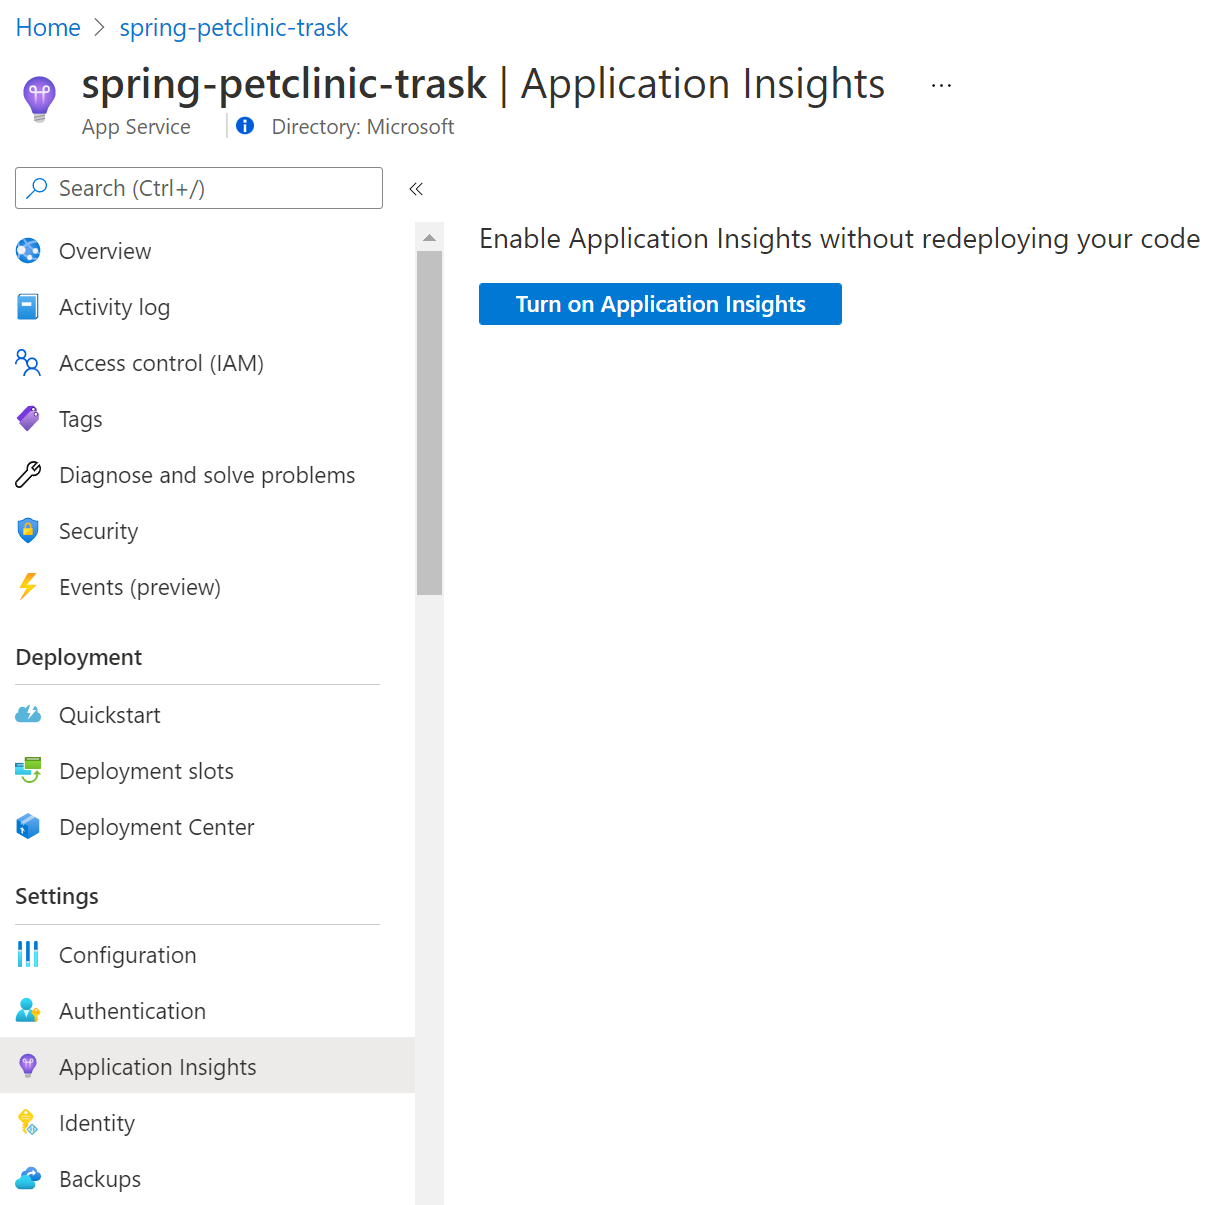 Home > spring-petclinic-trask
spring-petclinic-trask | Application Insights ...
App Service
Directory: Microsoft
Search (Ctrl+/)
«
Enable Application Insights without redeploying your code
Turn on Application Insights
Overview
Activity log
Access control (IAM)
Tags
Diagnose and solve problems
Security
Events (preview)
Deployment
Quickstart
Deployment slots
Deployment Center
Settings
Configuration
Authentication
Application Insights
Identity
Backups